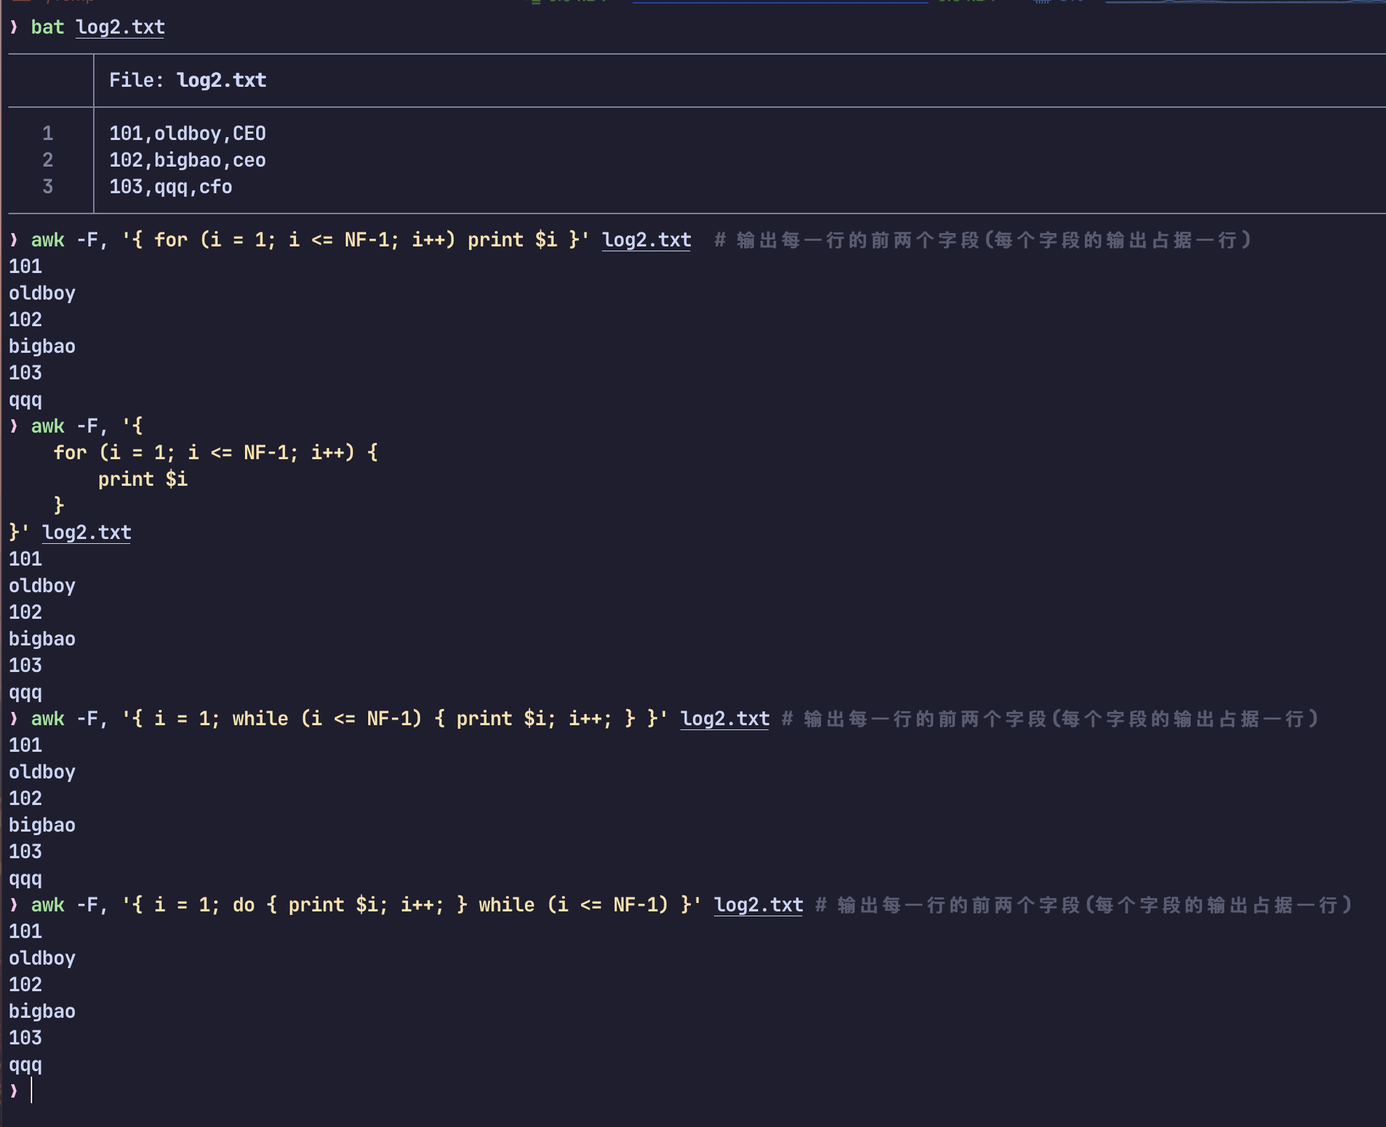 ❯ bat log2.txt
File: log2.txt
1 101,oldboy,CEO
2 102,bigbao,ceo
3 103,qqq,cfo
❯ awk -F, '{ for (i = 1; i <= NF-1; i++) print $i }' log2.txt  # 输出每一行的前两个字段(每个字段的输出占据一行)
101
oldboy
102
bigbao
103
qqq
❯ awk -F, '{
    for (i = 1; i <= NF-1; i++) {
        print $i
    }
}' log2.txt
101
oldboy
102
bigbao
103
qqq
❯ awk -F, '{ i = 1; while (i <= NF-1) { print $i; i++; } }' log2.txt # 输出每一行的前两个字段(每个字段的输出占据一行)
101
oldboy
102
bigbao
103
qqq
❯ awk -F, '{ i = 1; do { print $i; i++; } while (i <= NF-1) }' log2.txt # 输出每一行的前两个字段(每个字段的输出占据一行)
101
oldboy
102
bigbao
103
qqq
❯